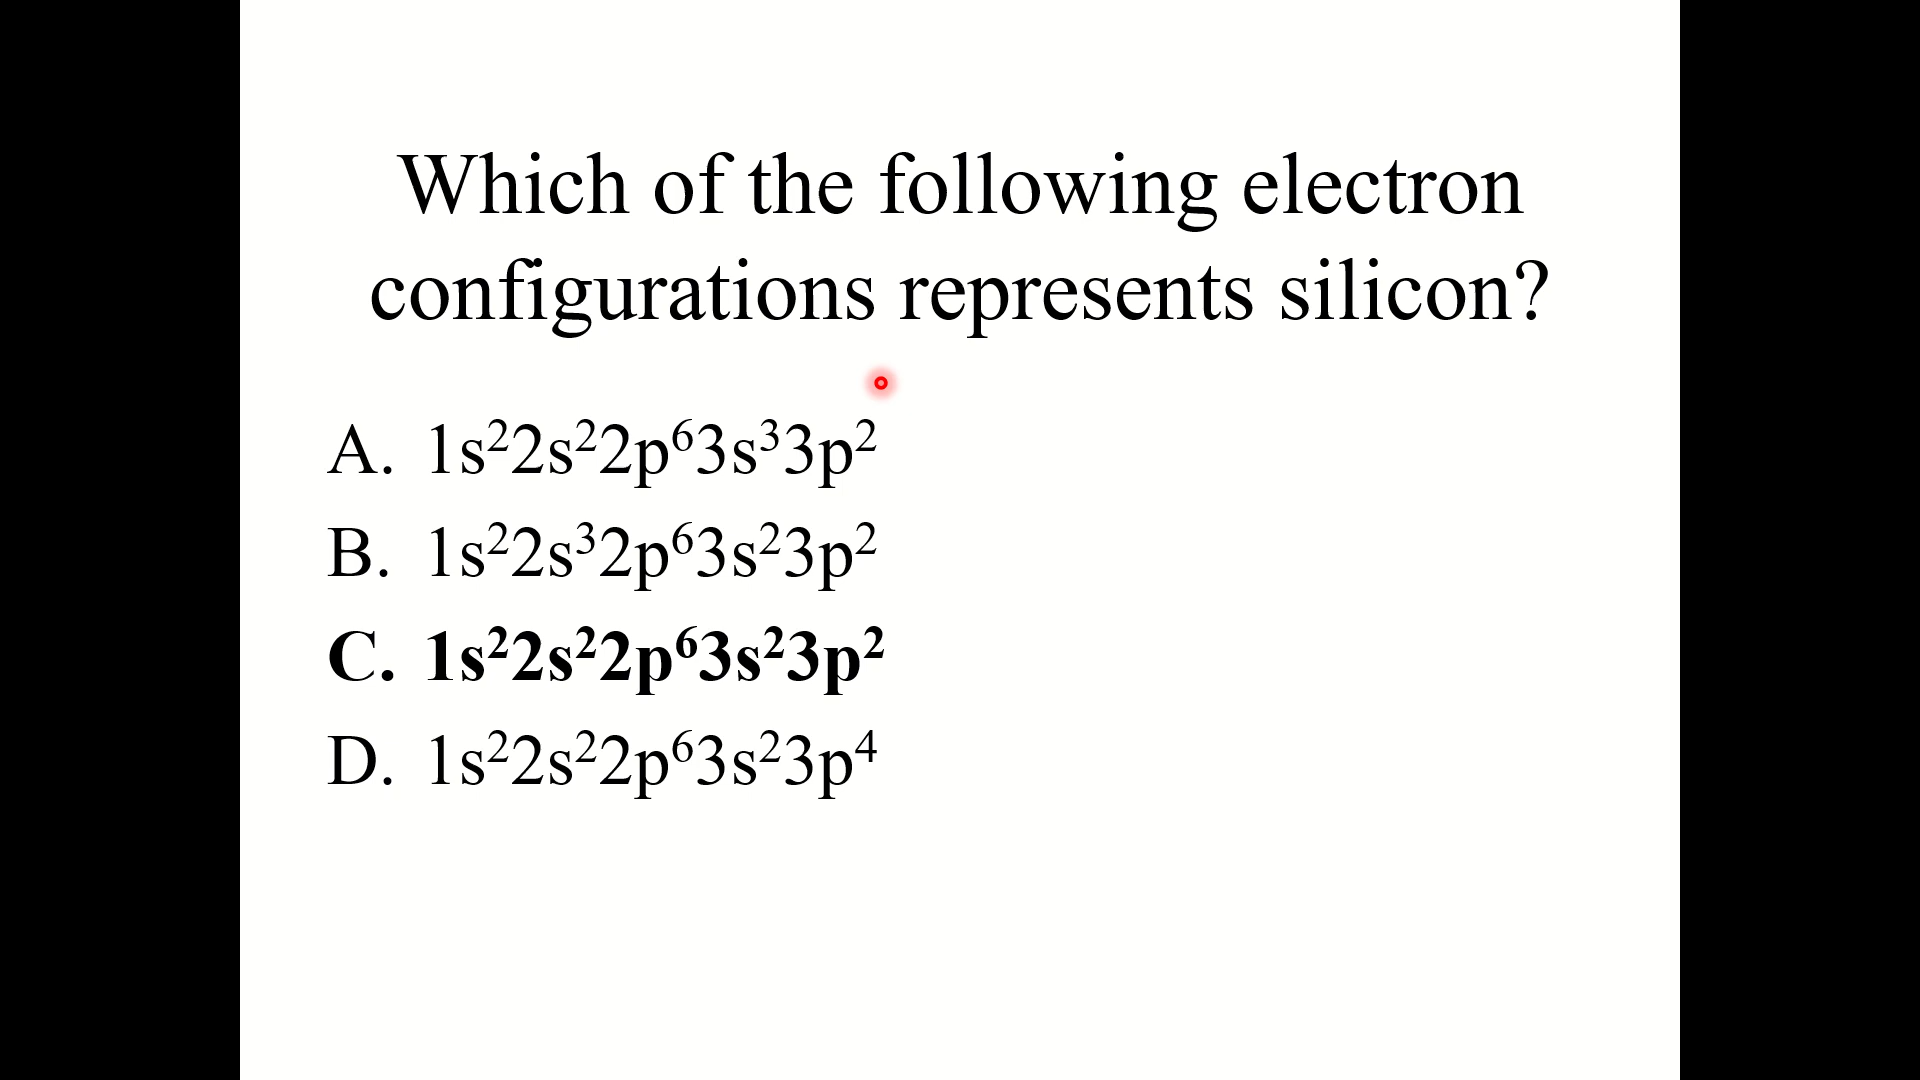 Which of the following electron
configurations represents silicon?
A. 1s²2s²2p⁶3s³3p²
B. 1s²2s³2p⁶3s²3p²
C. 1s²2s²2p⁶3s²3p²
D. 1s²2s²2p⁶3s²3p⁴